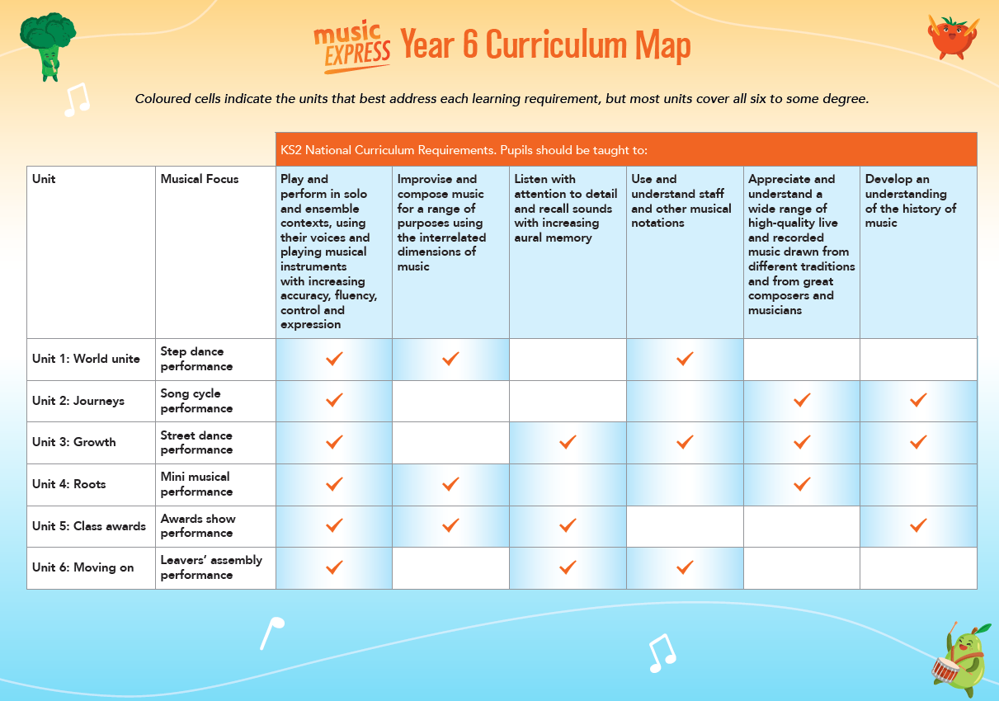 music
EXPRESS
Year 6 Curriculum Map
Coloured cells indicate the units that best address each learning requirement, but most units cover all six to some degree.
KS2 National Curriculum Requirements. Pupils should be taught to:
Unit
Musical Focus
Play and
perform in solo
and ensemble
contexts, using
their voices and
playing musical
instruments
with increasing
accuracy, fluency,
control and
expression
Improvise and
compose music
for a range of
purposes using
the interrelated
dimensions of
music
Listen with
attention to detail
and recall sounds
with increasing
aural memory
Use and
understand staff
and other musical
notations
Appreciate and
understand a
wide range of
high-quality live
and recorded
music drawn from
different traditions
and from great
composers and
musicians
Develop an
understanding
of the history of
music
Unit 1: World unite
Step dance
performance
Unit 2: Journeys
Song cycle
performance
Unit 3: Growth
Street dance
performance
Unit 4: Roots
Mini musical
performance
Unit 5: Class awards
Awards show
performance
Unit 6: Moving on
Leavers’ assembly
performance